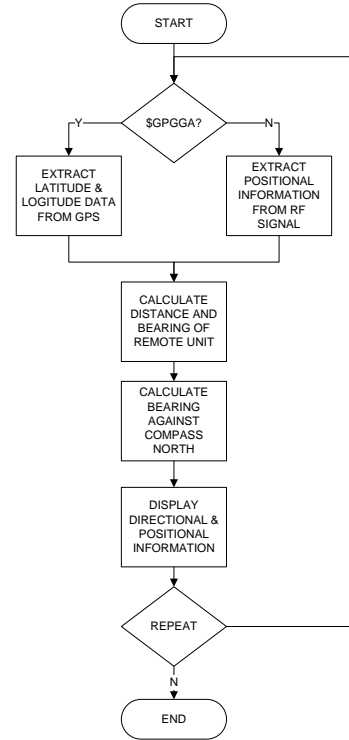 START
$GPGGA?
Y
N
EXTRACT
LATITUDE &
LOGITUDE DATA
FROM GPS
EXTRACT
POSITIONAL
INFORMATION
FROM RF
SIGNAL
CALCULATE
DISTANCE AND
BEARING OF
REMOTE UNIT
CALCULATE
BEARING
AGAINST
COMPASS
NORTH
DISPLAY
DIRECTIONAL &
POSITIONAL
INFORMATION
REPEAT
N
END